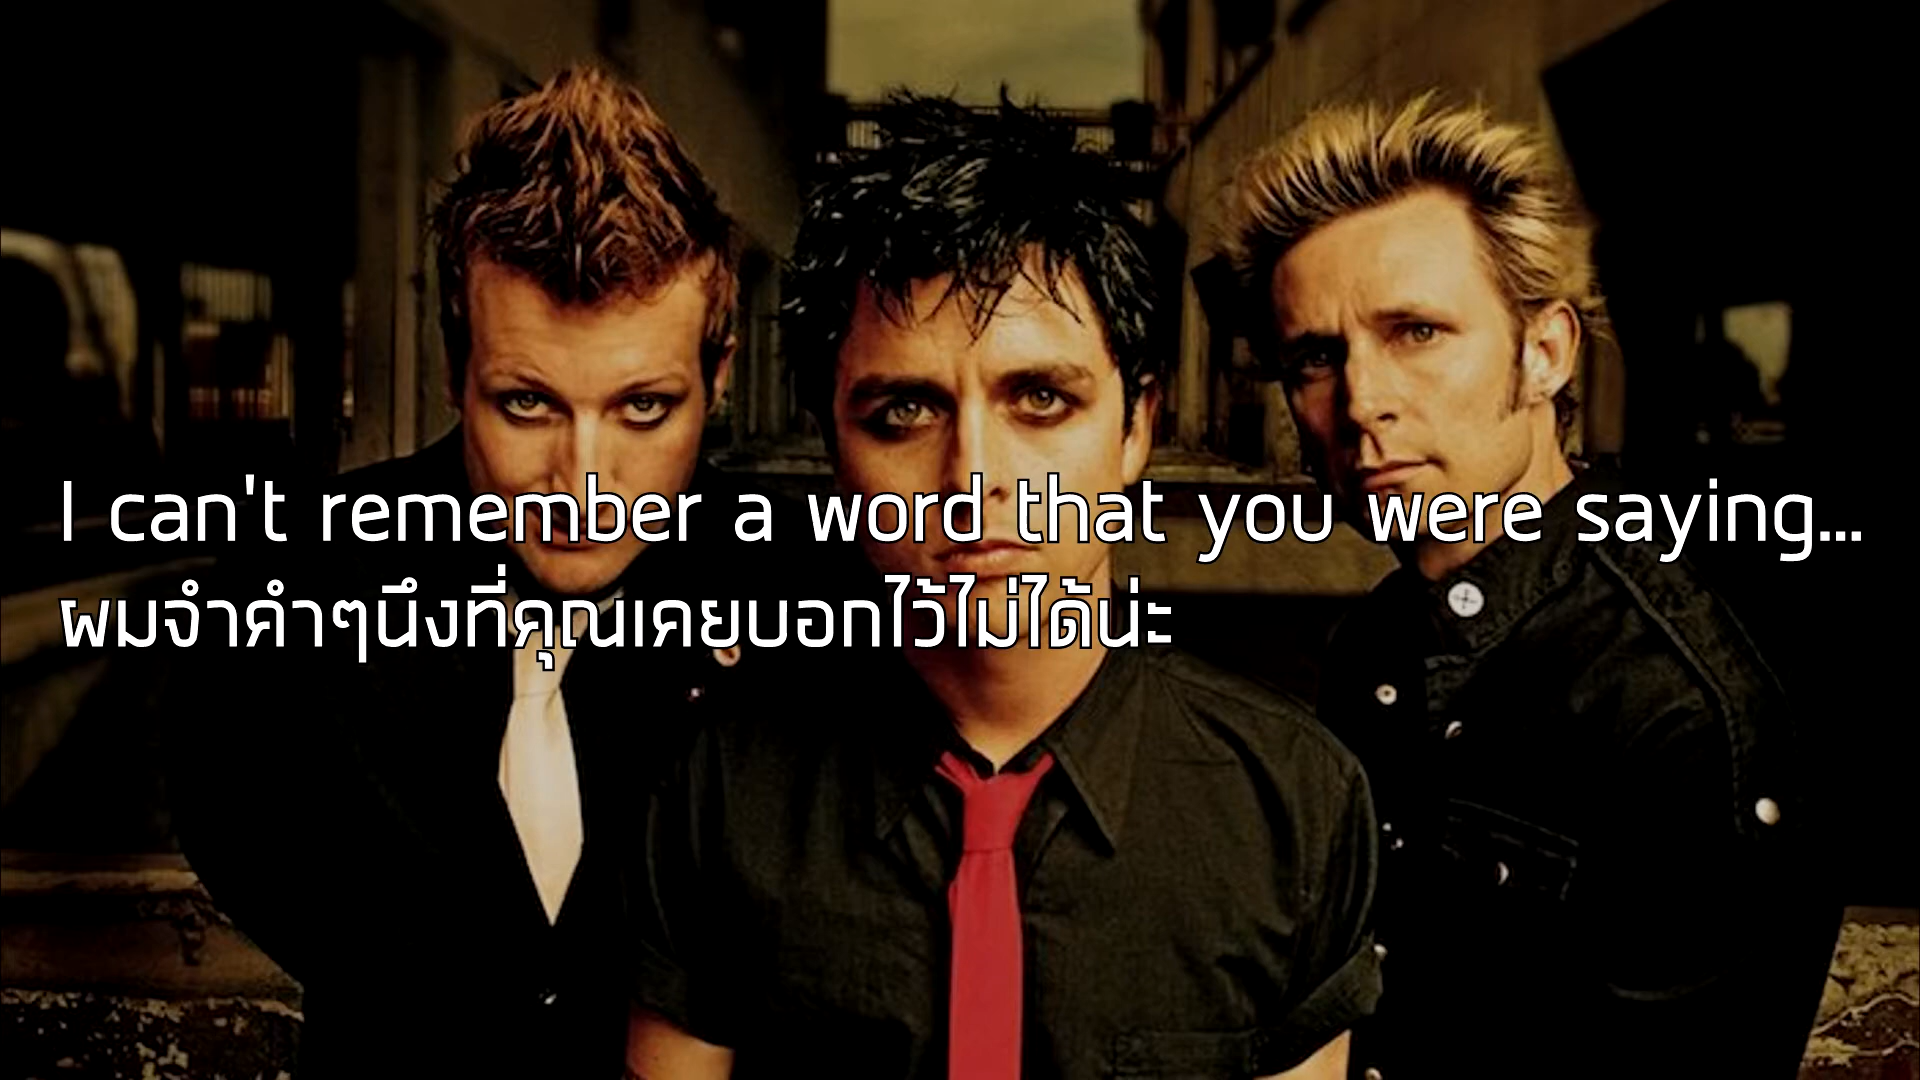 I can't remember a word that you were saying...
ผมจำคำๆนึงที่คุณเคยบอกไว้ไม่ได้น่ะ